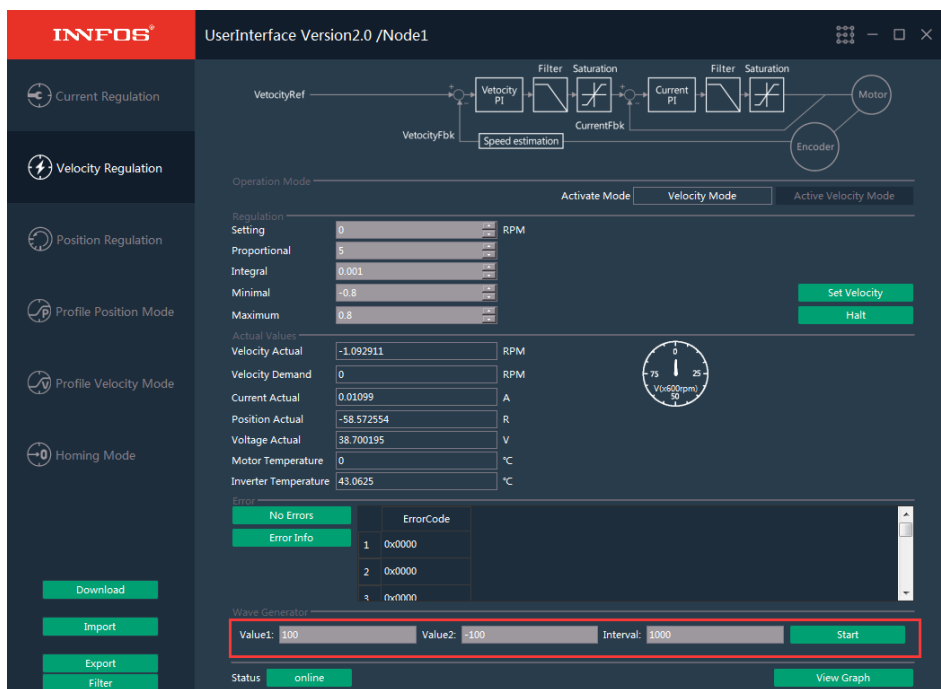 INNFOS®
UserInterface Version2.0 /Node1
Current Regulation
Velocity Regulation
Position Regulation
Profile Position Mode
Profile Velocity Mode
Homing Mode
Download
Import
Export
Filter
Filter Saturation Filter Saturation
VetocityRef
Vetocity
PI
Current
PI
Motor
CurrentFbk
VetocityFbk
Speed estimation
Encoder
Operation Mode
Activate Mode Velocity Mode Active Velocity Mode
Regulation
Setting 0 RPM
Proportional 5
Integral 0.001
Minimal -0.8 Set Velocity
Maximum 0.8 Halt
Actual Values
Velocity Actual -1.092911 RPM
Velocity Demand 0 RPM
Current Actual 0.01099 A
Position Actual -58.572554 R
Voltage Actual 38.700195 V
Motor Temperature 0 ℃
Inverter Temperature 43.0625 ℃
0
75 25
V(x600rpm)
50
Error
No Errors ErrorCode
Error Info
1 0x0000
2 0x0000
3 0x0000
Wave Generator
Value1: 100 Value2: -100 Interval: 1000 Start
Status online View Graph